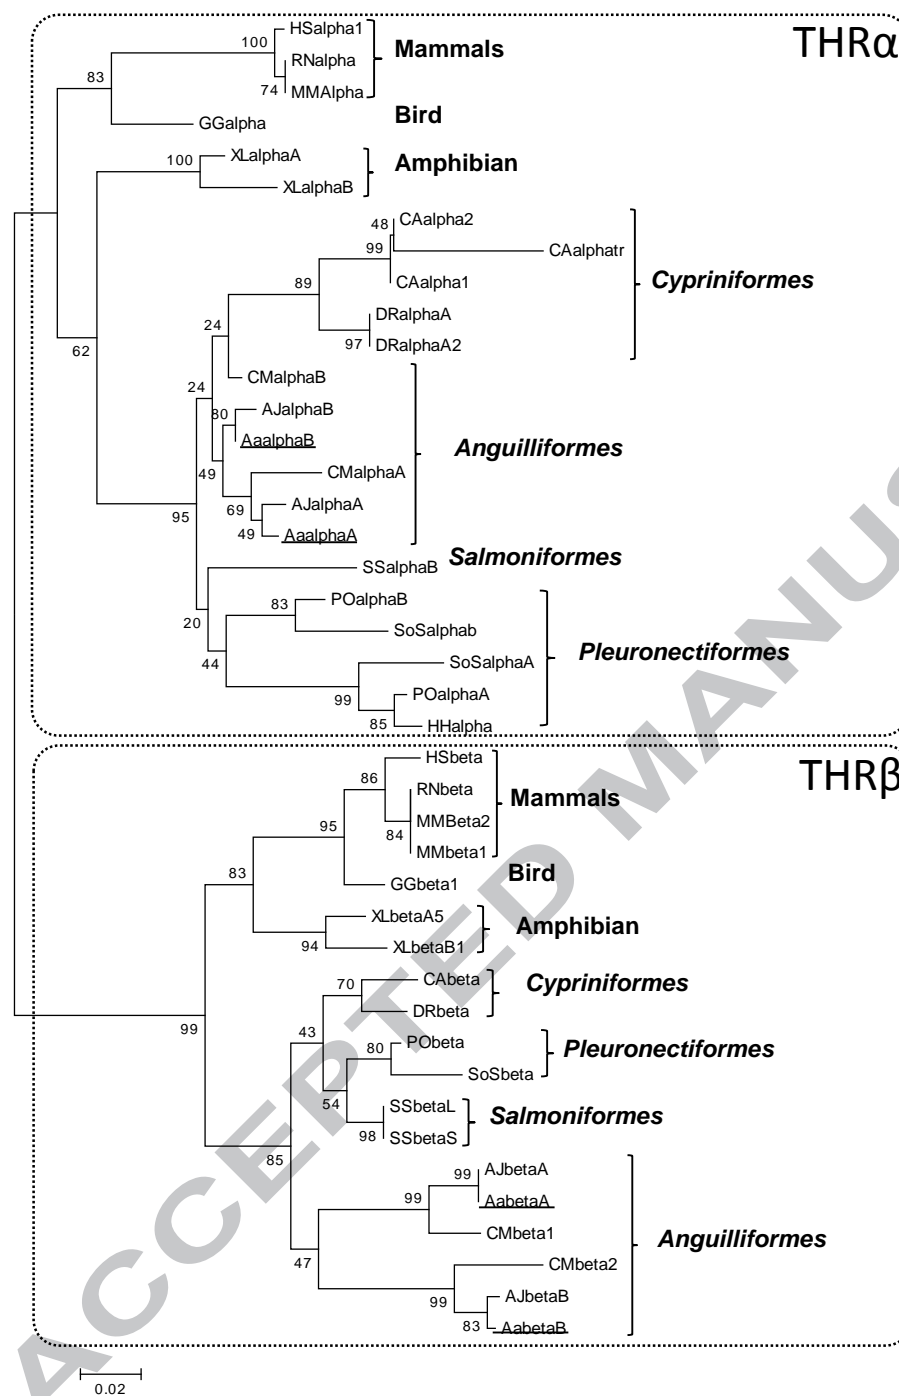 THRα
HSalpha1
100
Mammals
RNalpha
74
MMAlpha
83
Bird
GGalpha
XLalphaA
100
Amphibian
XLalphaB
CAalpha2
48
99
CAalphatr
CAalpha1
Cypriniformes
89
DRalphaA
97
DRalphaA2
24
62
CMalphaB
24
AJalphaB
80
AaalphaB
Anguilliformes
49
CMalphaA
69
AJalphaA
95
49
AaalphaA
Salmoniformes
SSalphaB
83
POalphaB
20
SoSalphab
44
Pleuronectiformes
SoSalphaA
99
POalphaA
85
HHalpha
THRβ
HSbeta
86
RNbeta
Mammals
MMBeta2
95
84
MMbeta1
83
Bird
GGbeta1
XLbetaA5
Amphibian
94
XLbetaB1
70
CAbeta
Cypriniformes
DRbeta
99
43
PObeta
80
Pleuronectiformes
SoSbeta
54
SSbetaL
Salmoniformes
98
SSbetaS
85
AJbetaA
99
99
AabetaA
CMbeta1
Anguilliformes
47
CMbeta2
99
AJbetaB
83
AabetaB
0.02
ACCEPTED MANUS